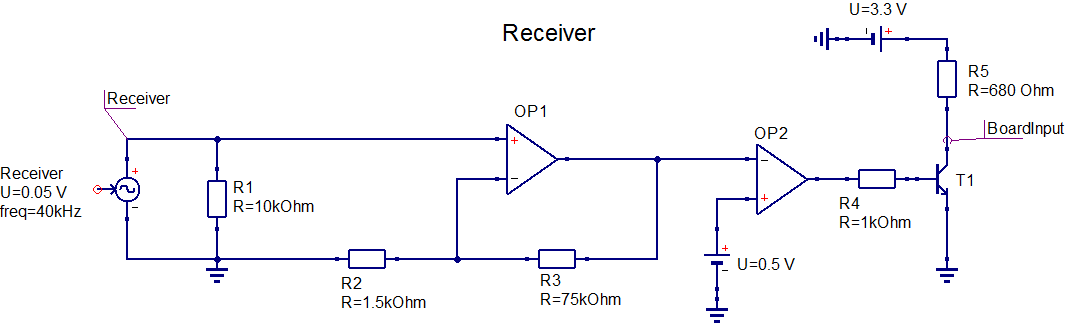 Receiver
U=3.3 V
R5
R=680 Ohm
Receiver
OP1
BoardInput
OP2
Receiver
U=0.05 V
freq=40kHz
R1
R=10kOhm
T1
R4
R=1kOhm
U=0.5 V
R2
R=1.5kOhm
R3
R=75kOhm